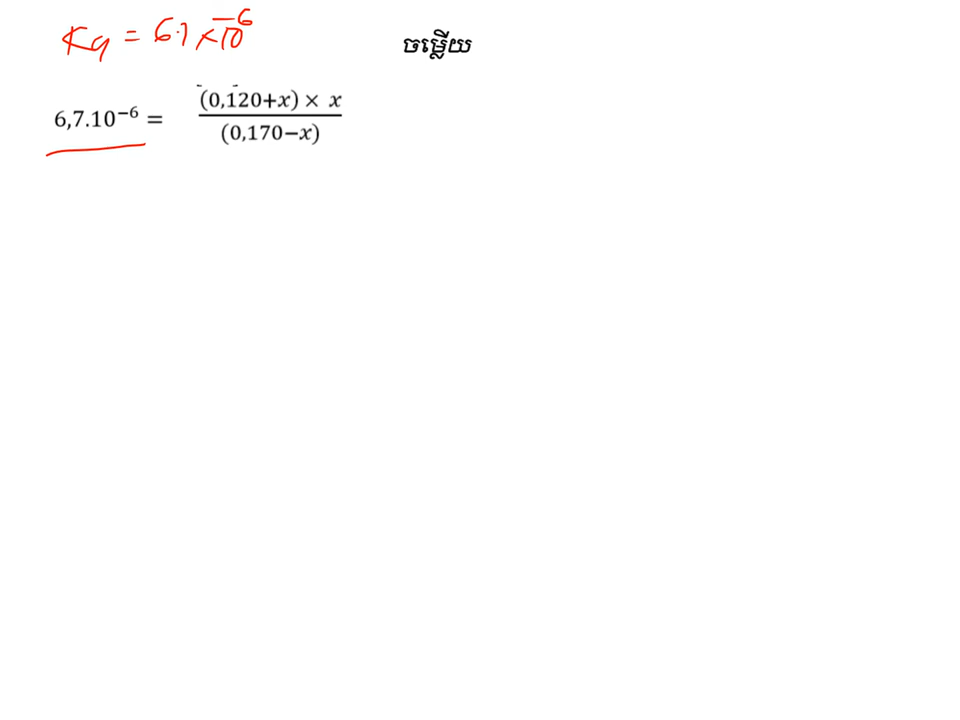 Ka = 6.7 × 10⁻⁶
ចម្លើយ
6,7.10⁻⁶ = (0,120+x) × x / (0,170−x)